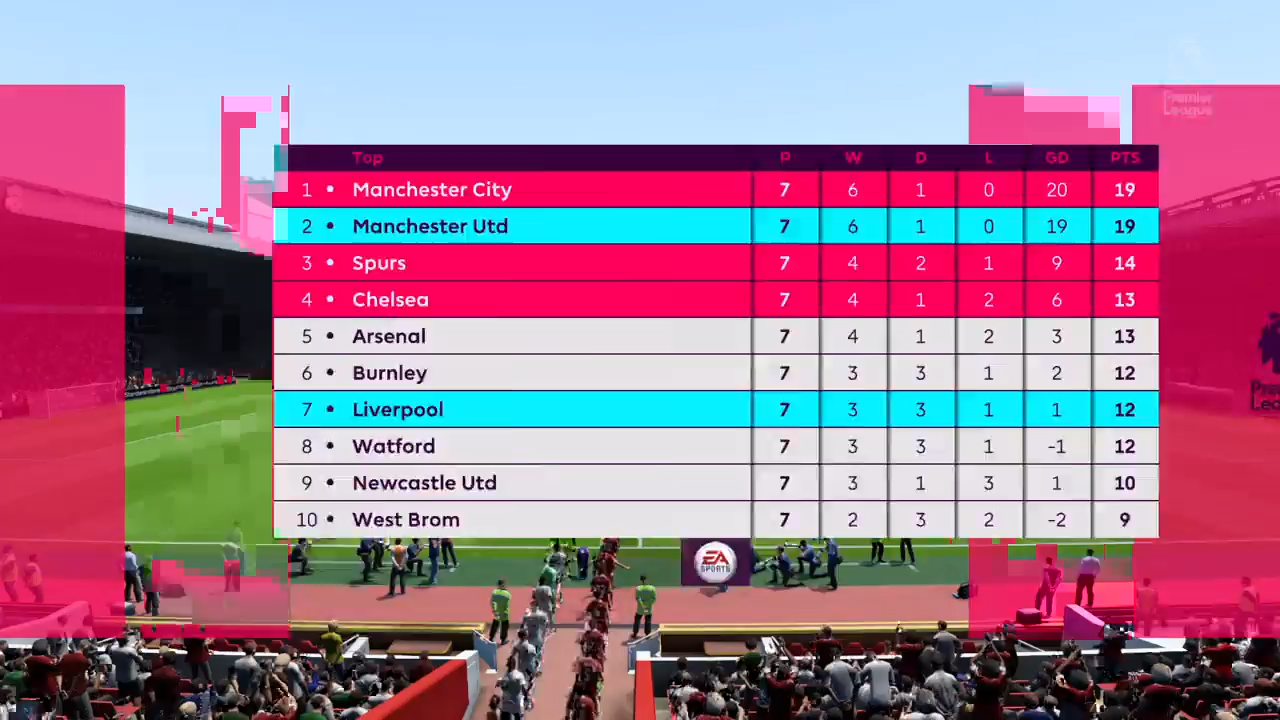 Premier
League
Top P W D L GD PTS
1 • Manchester City 7 6 1 0 20 19
2 • Manchester Utd 7 6 1 0 19 19
3 • Spurs 7 4 2 1 9 14
4 • Chelsea 7 4 1 2 6 13
5 • Arsenal 7 4 1 2 3 13
6 • Burnley 7 3 3 1 2 12
7 • Liverpool 7 3 3 1 1 12
8 • Watford 7 3 3 1 -1 12
9 • Newcastle Utd 7 3 1 3 1 10
10 • West Brom 7 2 3 2 -2 9
EA
SPORTS